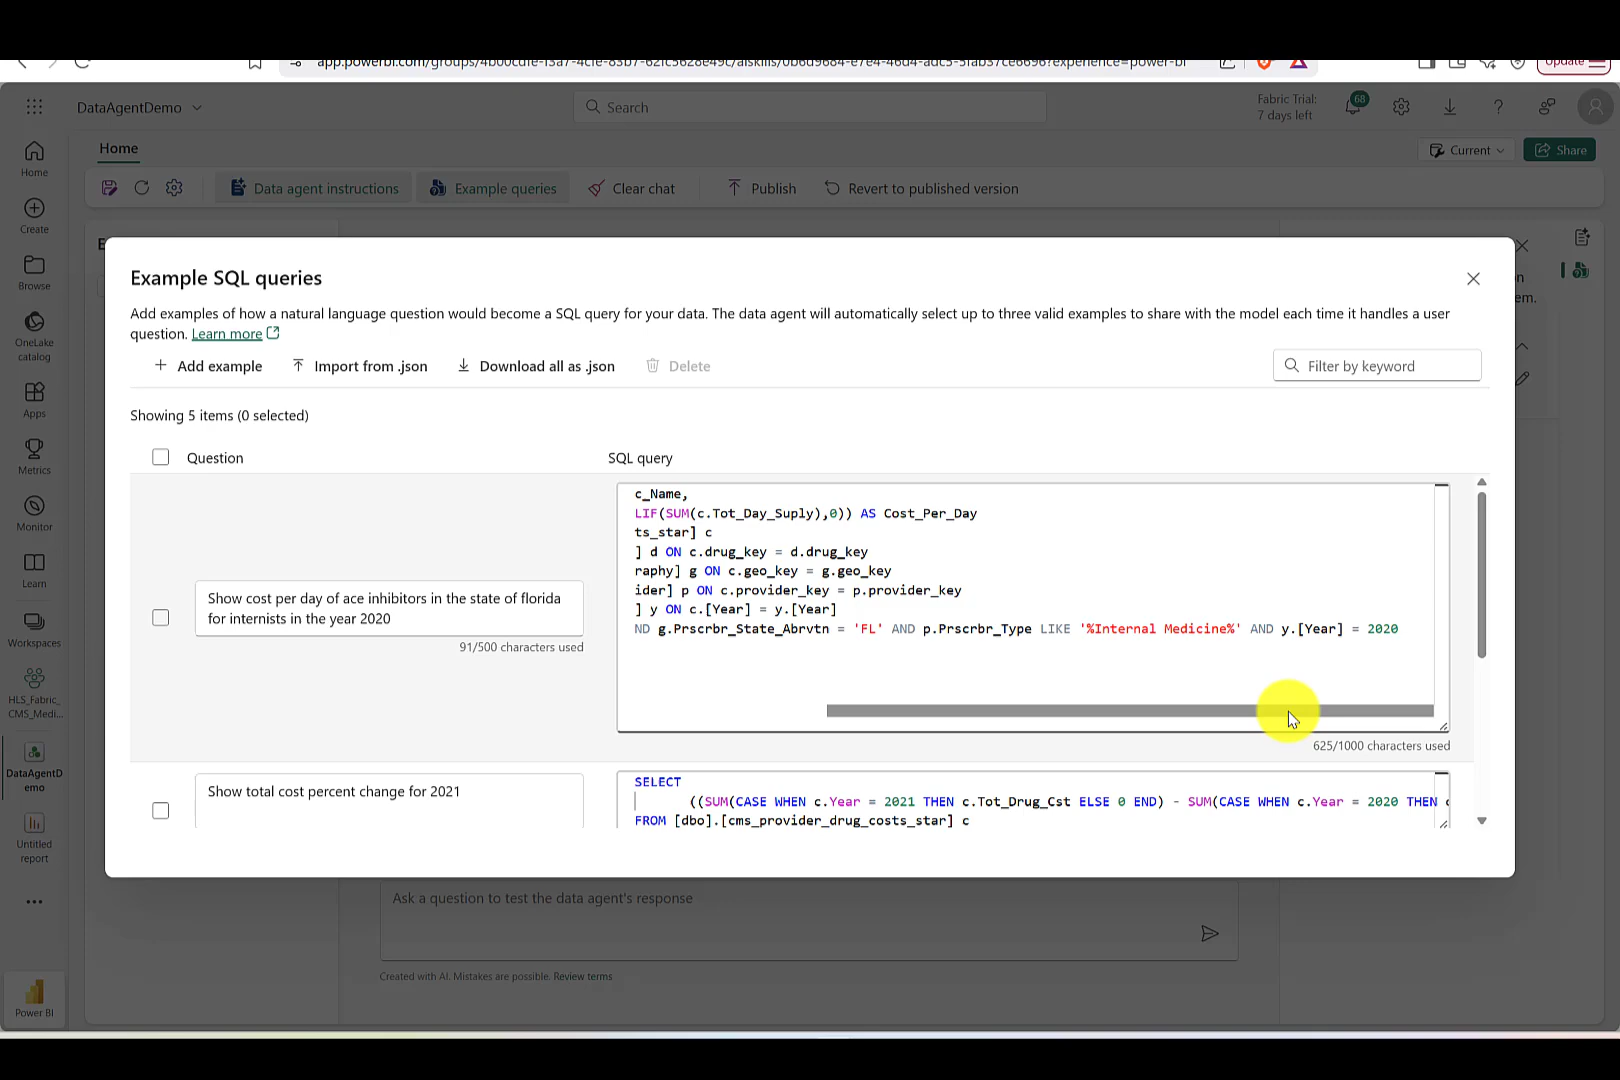 app.powerbi.com/groups/4b00cdfe-f3a7-4cfe-83b7-62fc5628e49c/aiskills/0b6d9684-e7e4-46d4-adc5-5fab37ce6696?experience=power-bi
Update
DataAgentDemo
Search
Fabric Trial:
7 days left
68
Home
Current
Share
Data agent instructions
Example queries
Clear chat
Publish
Revert to published version
Home
Create
Browse
OneLake
catalog
Apps
Metrics
Monitor
Learn
Workspaces
HLS_Fabric_
CMS_Medi...
DataAgentD
emo
Untitled
report
Power BI
Example SQL queries
Add examples of how a natural language question would become a SQL query for your data. The data agent will automatically select up to three valid examples to share with the model each time it handles a user
question. Learn more
Add example
Import from .json
Download all as .json
Delete
Filter by keyword
Showing 5 items (0 selected)
Question
SQL query
Show cost per day of ace inhibitors in the state of florida
for internists in the year 2020
91/500 characters used
c_Name,
LIF(SUM(c.Tot_Day_Suply),0)) AS Cost_Per_Day
ts_star] c
] d ON c.drug_key = d.drug_key
raphy] g ON c.geo_key = g.geo_key
ider] p ON c.provider_key = p.provider_key
] y ON c.[Year] = y.[Year]
ND g.Prscrbr_State_Abrvtn = 'FL' AND p.Prscrbr_Type LIKE '%Internal Medicine%' AND y.[Year] = 2020
625/1000 characters used
Show total cost percent change for 2021
SELECT
((SUM(CASE WHEN c.Year = 2021 THEN c.Tot_Drug_Cst ELSE 0 END) - SUM(CASE WHEN c.Year = 2020 THEN c
FROM [dbo].[cms_provider_drug_costs_star] c
Ask a question to test the data agent's response
Created with AI. Mistakes are possible. Review terms